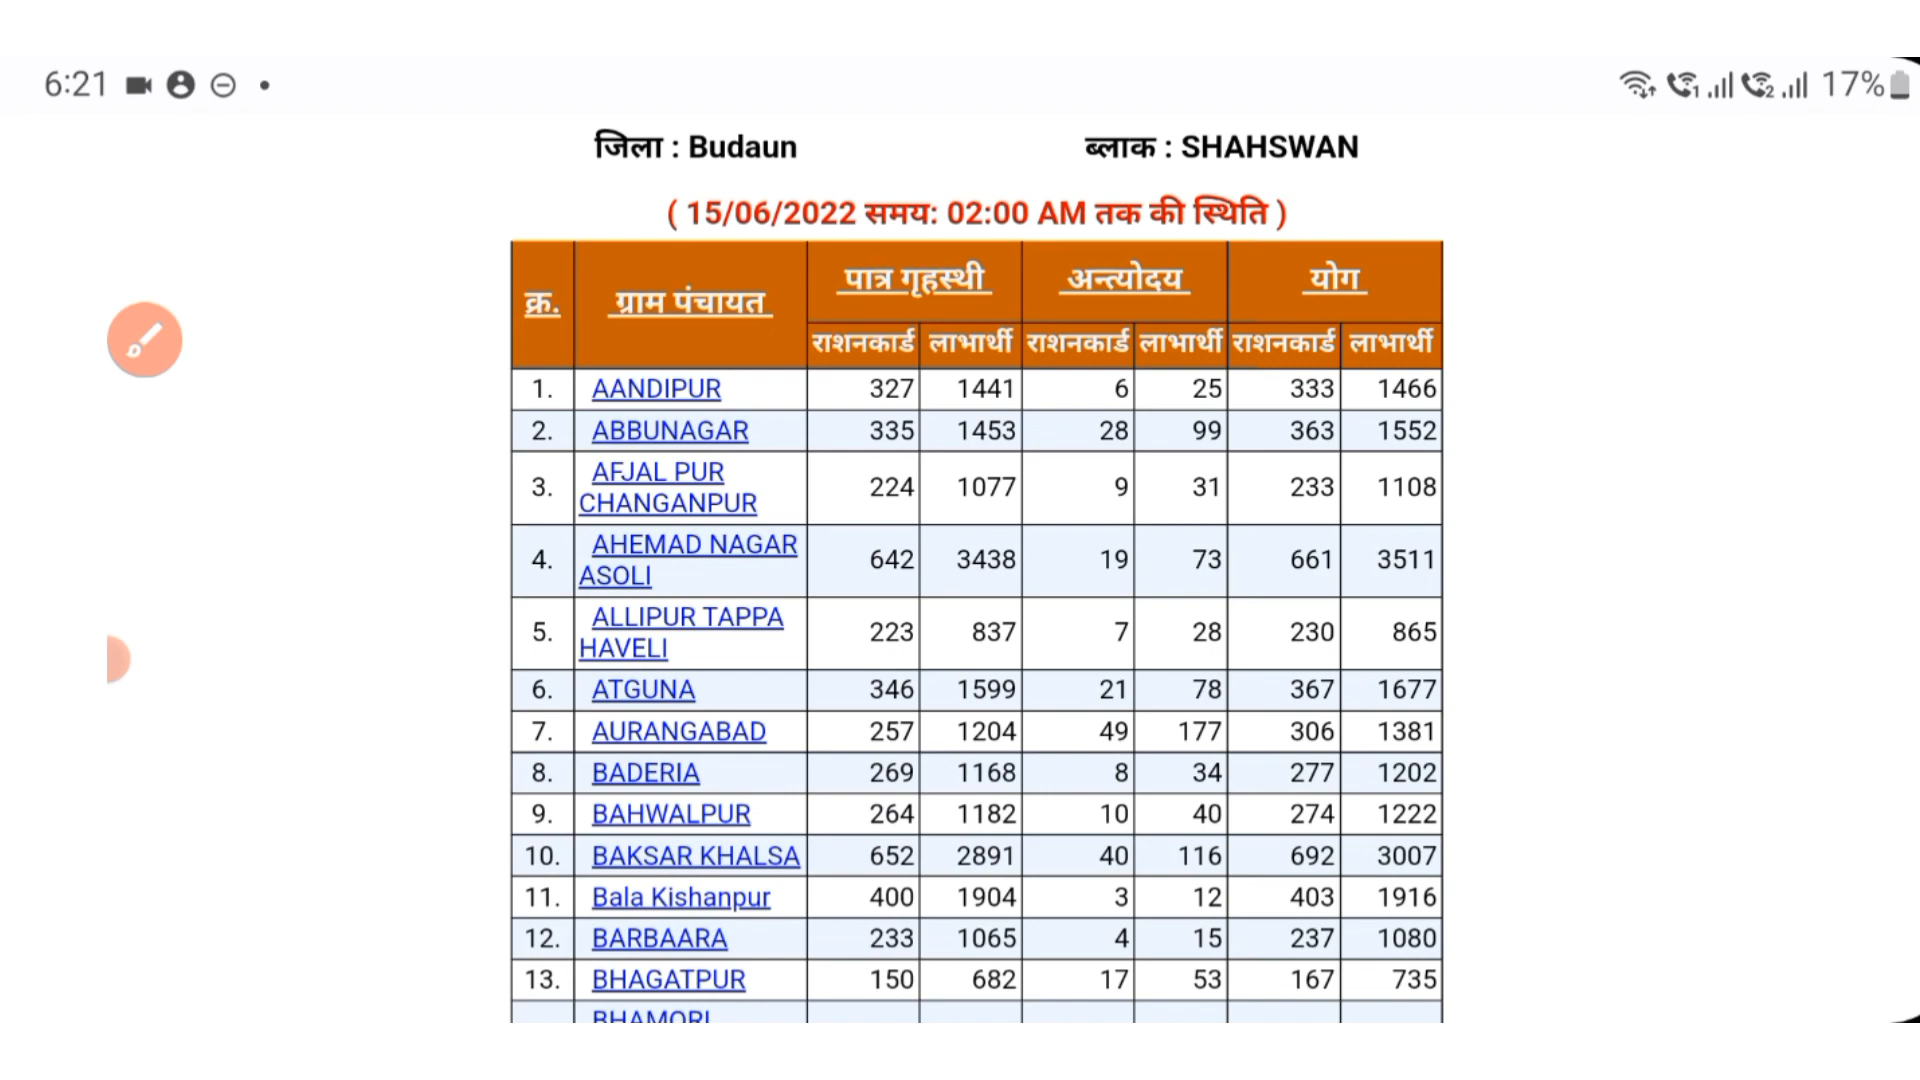 6:21
17%
जिला : Budaun ब्लाक : SHAHSWAN
( 15/06/2022 समय: 02:00 AM तक की स्थिति )
क्र. ग्राम पंचायत पात्र गृहस्थी अन्त्योदय योग
राशनकार्ड लाभार्थी राशनकार्ड लाभार्थी राशनकार्ड लाभार्थी
1. AANDIPUR 327 1441 6 25 333 1466
2. ABBUNAGAR 335 1453 28 99 363 1552
3. AFJAL PUR
CHANGANPUR 224 1077 9 31 233 1108
4. AHEMAD NAGAR
ASOLI 642 3438 19 73 661 3511
5. ALLIPUR TAPPA
HAVELI 223 837 7 28 230 865
6. ATGUNA 346 1599 21 78 367 1677
7. AURANGABAD 257 1204 49 177 306 1381
8. BADERIA 269 1168 8 34 277 1202
9. BAHWALPUR 264 1182 10 40 274 1222
10. BAKSAR KHALSA 652 2891 40 116 692 3007
11. Bala Kishanpur 400 1904 3 12 403 1916
12. BARBAARA 233 1065 4 15 237 1080
13. BHAGATPUR 150 682 17 53 167 735
BHAMORI